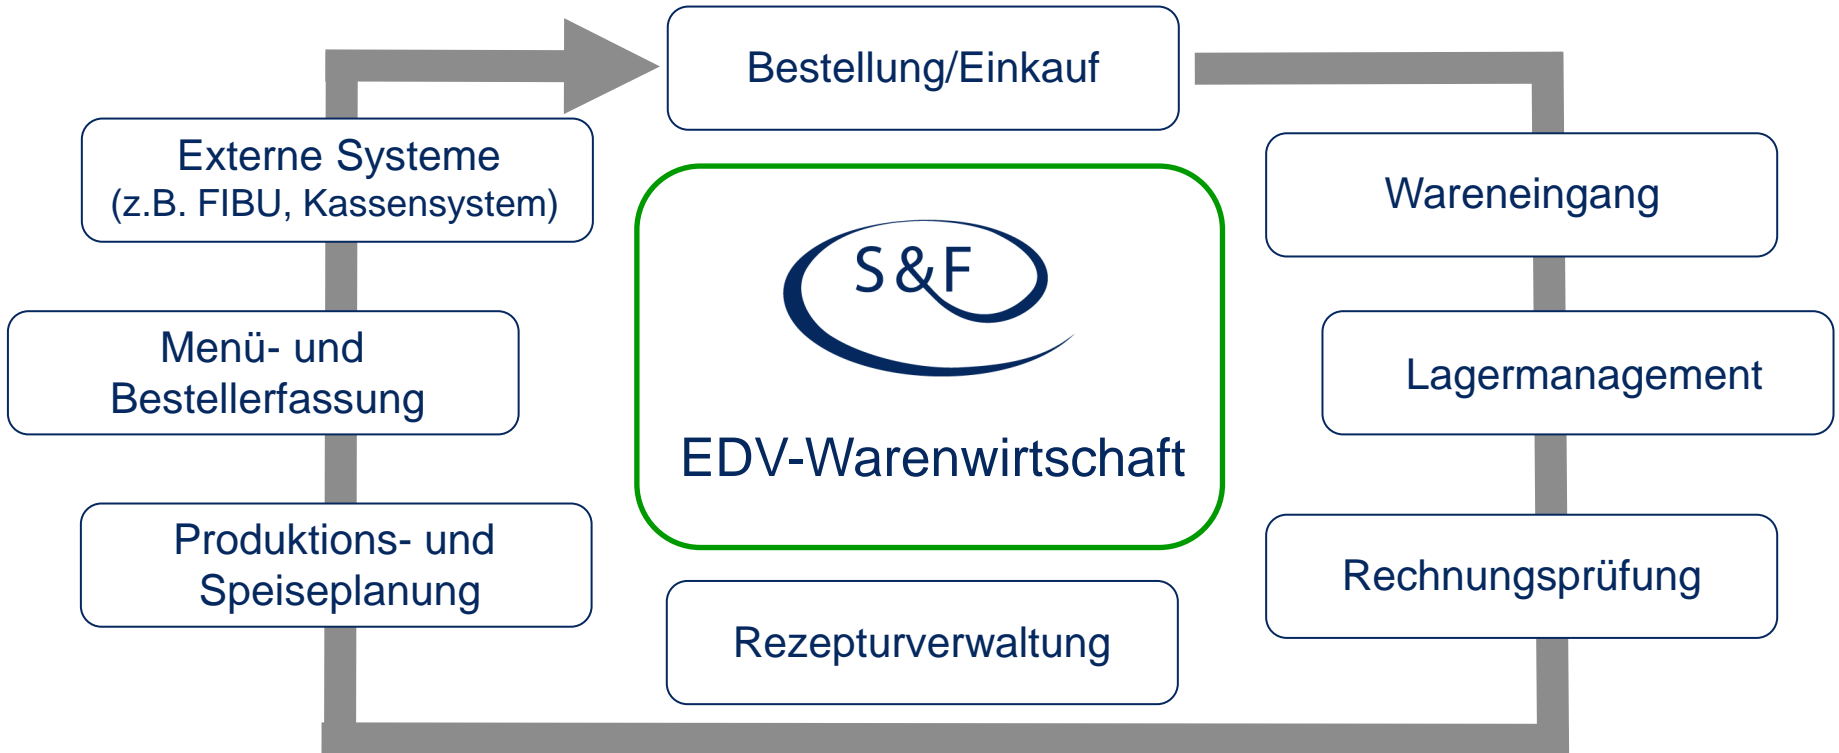 Bestellung/Einkauf
Externe Systeme
(z.B. FIBU, Kassensystem)
Wareneingang
S & F
Menü- und
Bestellerfassung
Lagermanagement
EDV-Warenwirtschaft
Produktions- und
Speiseplanung
Rechnungsprüfung
Rezepturverwaltung